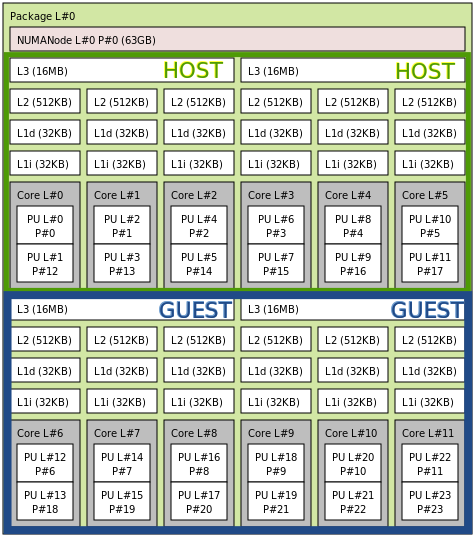 Package L#0
NUMANode L#0 P#0 (63GB)
L3 (16MB) HOST L3 (16MB) HOST
L2 (512KB) L2 (512KB) L2 (512KB) L2 (512KB) L2 (512KB) L2 (512KB)
L1d (32KB) L1d (32KB) L1d (32KB) L1d (32KB) L1d (32KB) L1d (32KB)
L1i (32KB) L1i (32KB) L1i (32KB) L1i (32KB) L1i (32KB) L1i (32KB)
Core L#0 Core L#1 Core L#2 Core L#3 Core L#4 Core L#5
PU L#0 PU L#2 PU L#4 PU L#6 PU L#8 PU L#10
P#0 P#1 P#2 P#3 P#4 P#5
PU L#1 PU L#3 PU L#5 PU L#7 PU L#9 PU L#11
P#12 P#13 P#14 P#15 P#16 P#17
L3 (16MB) GUEST L3 (16MB) GUEST
L2 (512KB) L2 (512KB) L2 (512KB) L2 (512KB) L2 (512KB) L2 (512KB)
L1d (32KB) L1d (32KB) L1d (32KB) L1d (32KB) L1d (32KB) L1d (32KB)
L1i (32KB) L1i (32KB) L1i (32KB) L1i (32KB) L1i (32KB) L1i (32KB)
Core L#6 Core L#7 Core L#8 Core L#9 Core L#10 Core L#11
PU L#12 PU L#14 PU L#16 PU L#18 PU L#20 PU L#22
P#6 P#7 P#8 P#9 P#10 P#11
PU L#13 PU L#15 PU L#17 PU L#19 PU L#21 PU L#23
P#18 P#19 P#20 P#21 P#22 P#23